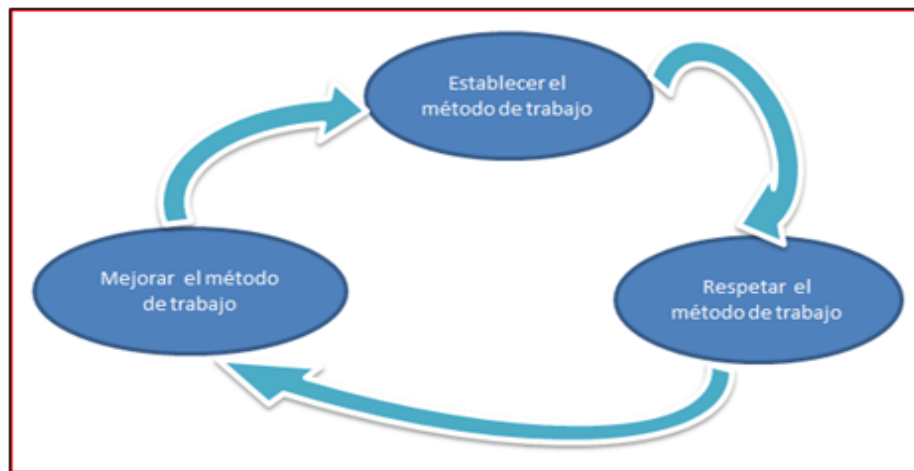 Establecer el
método de trabajo
Mejorar el método
de trabajo
Respetar el
método de trabajo